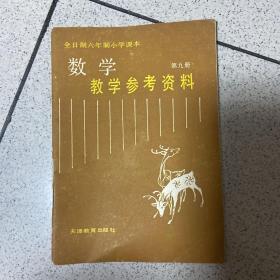 全日制六年制小学课本
数学 第九册
教学参考资料
天津教育出版社